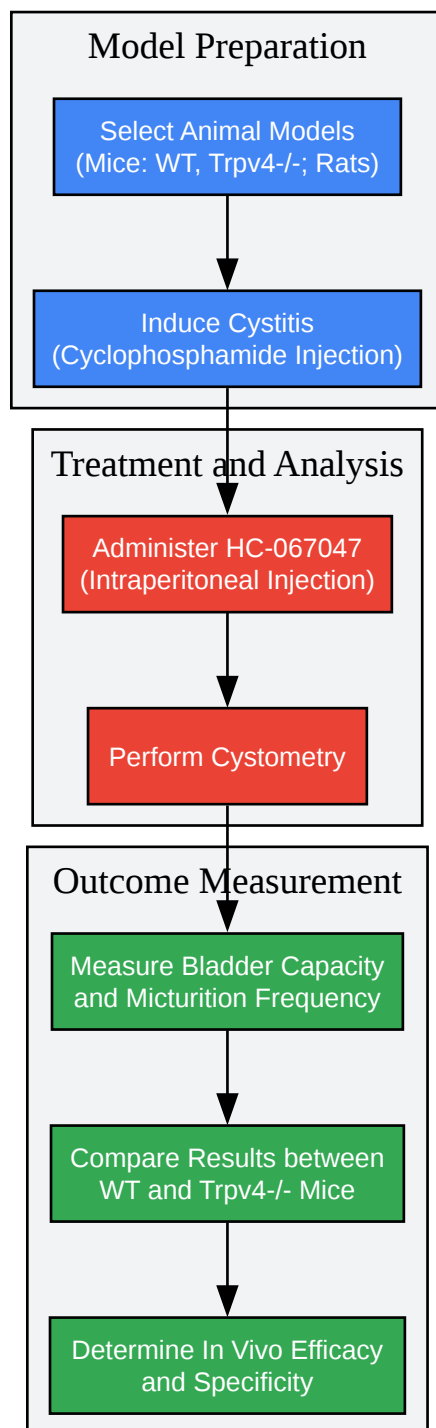 Model Preparation
Select Animal Models
(Mice: WT, Trpv4-/-; Rats)
Induce Cystitis
(Cyclophosphamide Injection)
Treatment and Analysis
Administer HC-067047
(Intraperitoneal Injection)
Perform Cystometry
Outcome Measurement
Measure Bladder Capacity
and Micturition Frequency
Compare Results between
WT and Trpv4-/- Mice
Determine In Vivo Efficacy
and Specificity